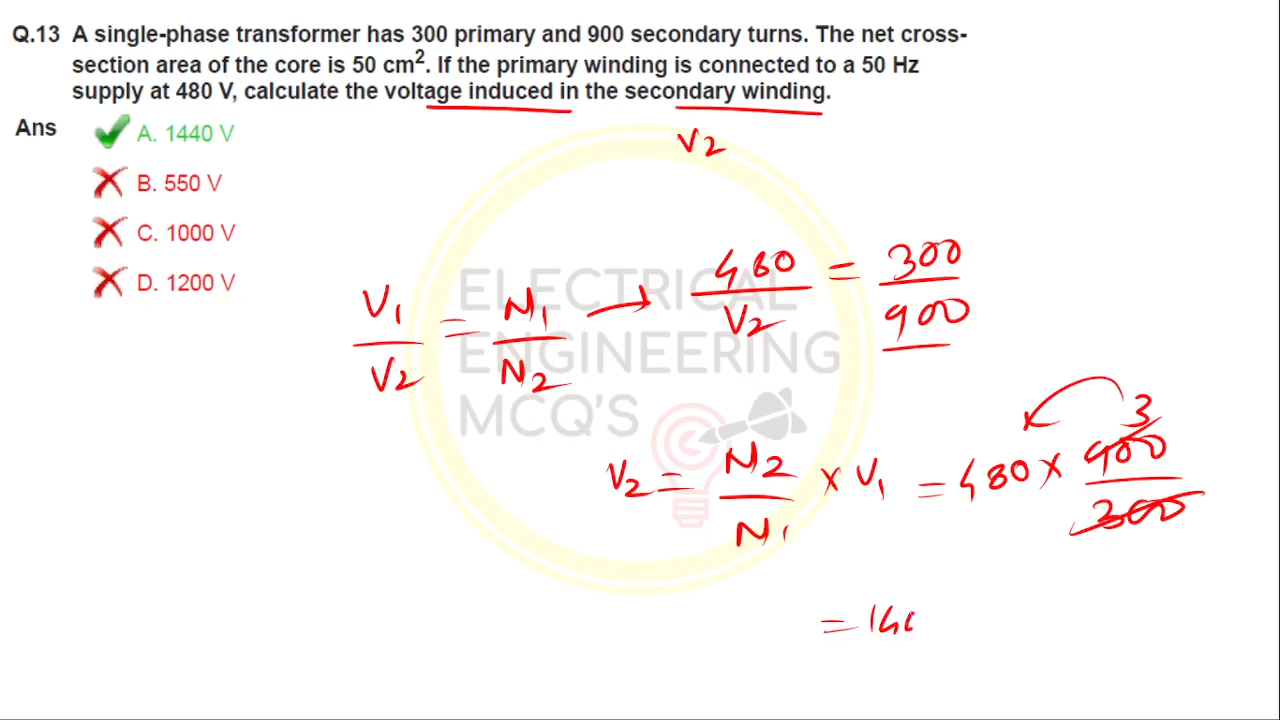 Q.13 A single-phase transformer has 300 primary and 900 secondary turns. The net cross-
section area of the core is 50 cm². If the primary winding is connected to a 50 Hz
supply at 480 V, calculate the voltage induced in the secondary winding.
V2
Ans
A. 1440 V
B. 550 V
C. 1000 V
D. 1200 V
ELECTRICAL
ENGINEERING
MCQ'S
V1/V2 = N1/N2 → 480/V2 = 300/900
V2 = N2/N1 × V1 = 480 × 900/300 3
= 144